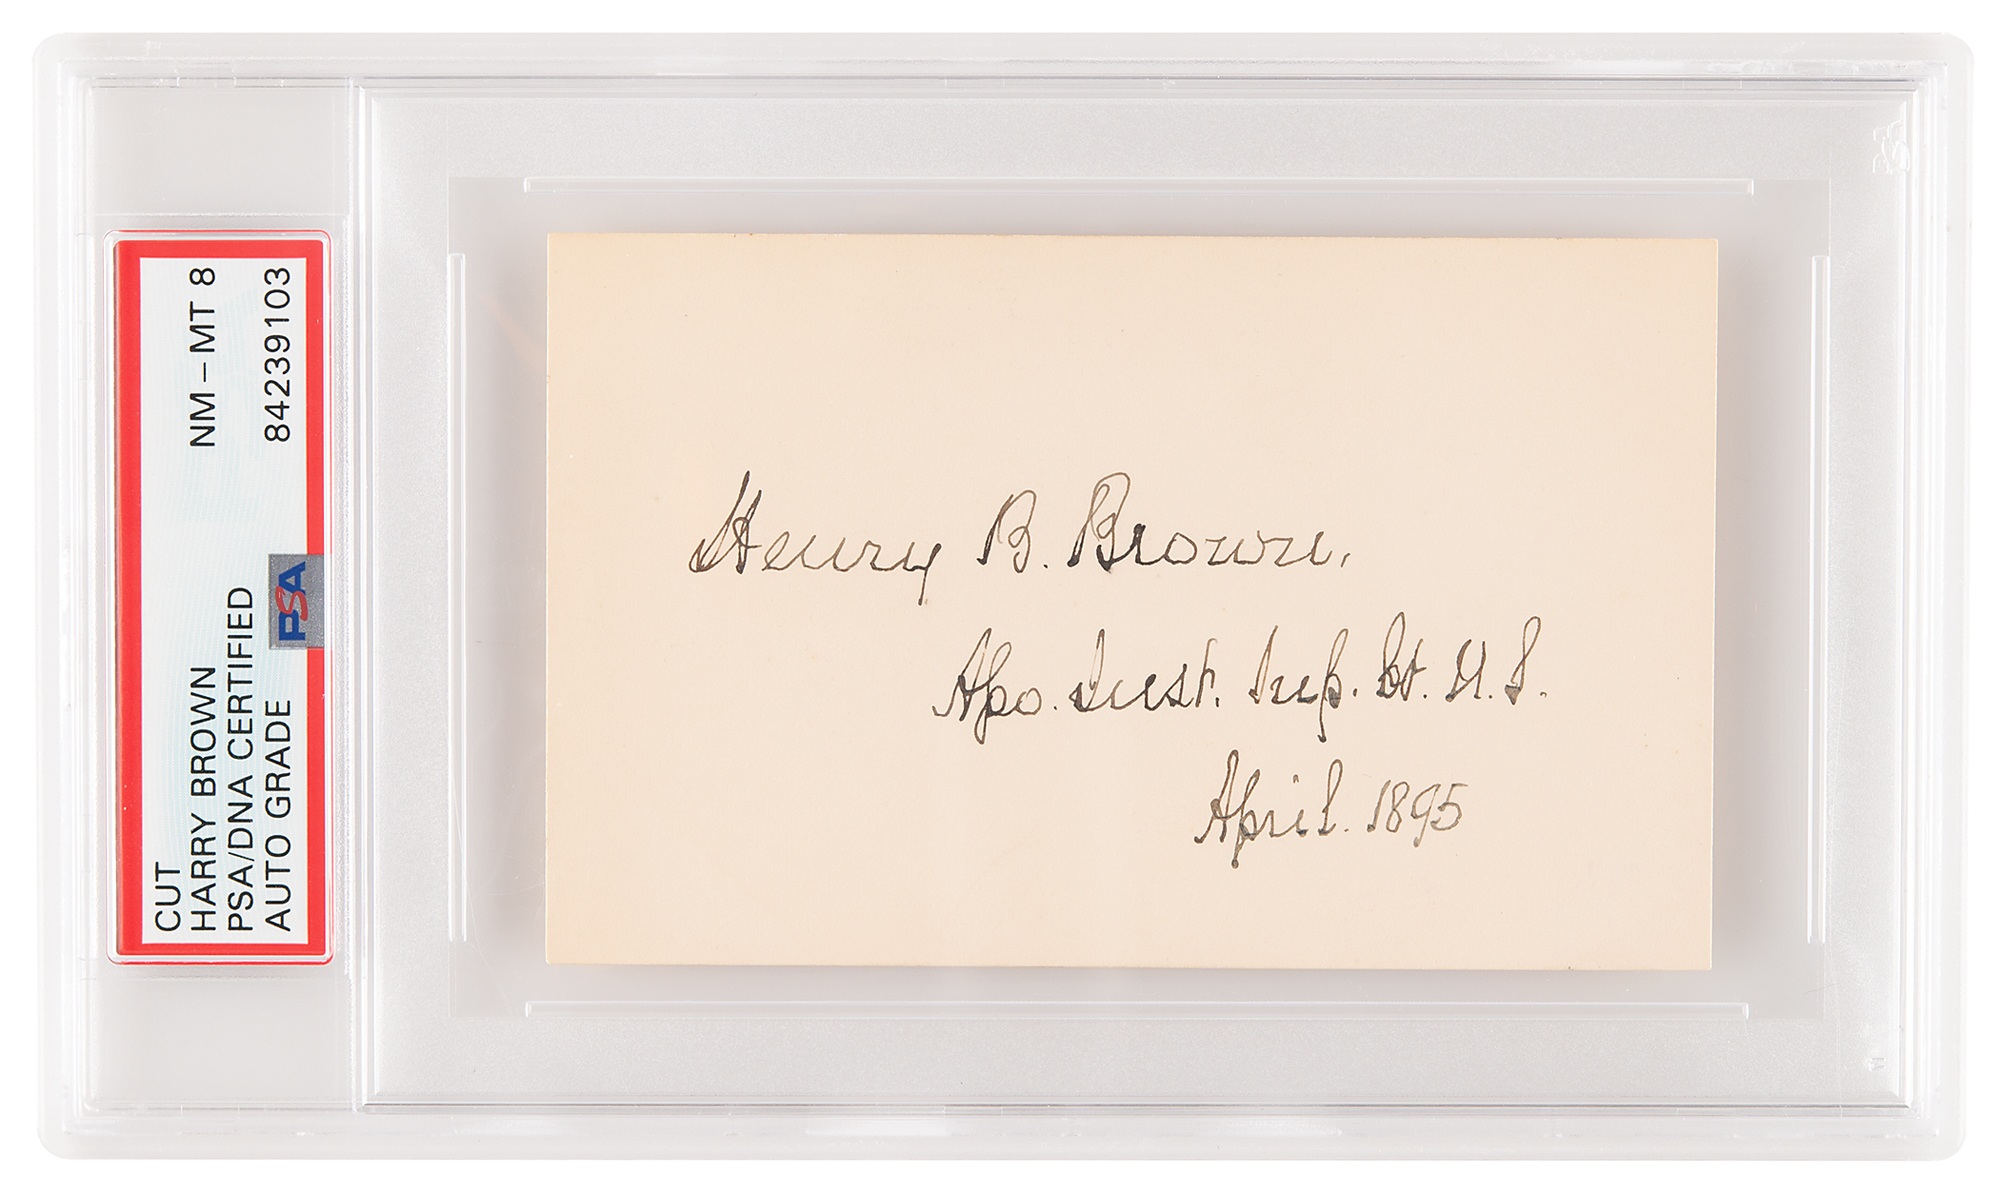 CUT
HARRY BROWN
PSA/DNA CERTIFIED
AUTO GRADE
NM – MT 8
84239103
PSA
Henry B. Brown.
Apo. Just. Sup. Ct. U.S.
April. 1895